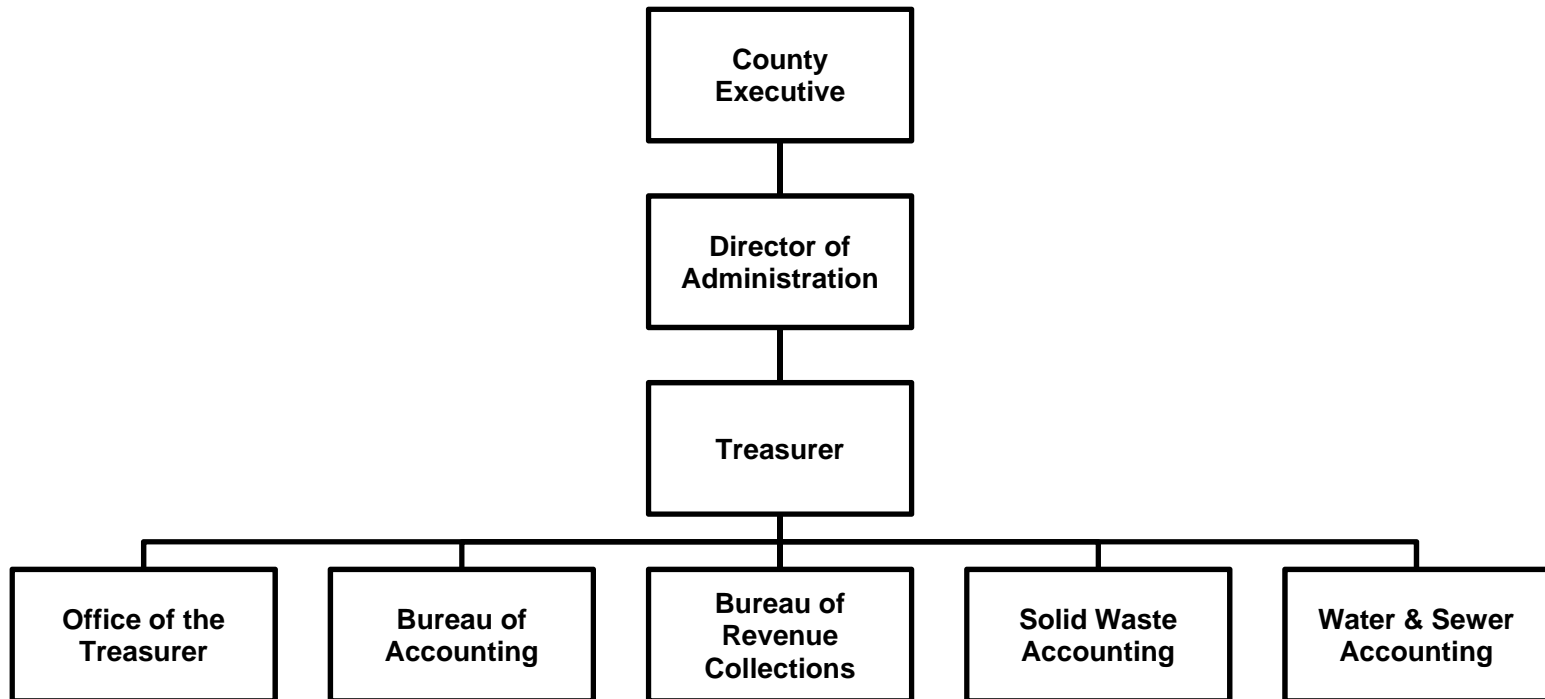 County
Executive
Director of
Administration
Treasurer
Office of the
Treasurer
Bureau of
Accounting
Bureau of
Revenue
Collections
Solid Waste
Accounting
Water & Sewer
Accounting